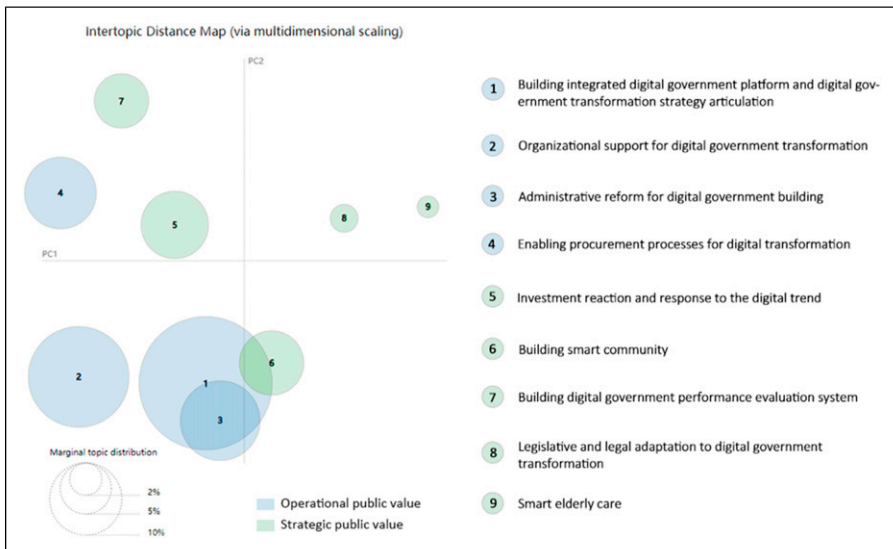 Intertopic Distance Map (via multidimensional scaling)
PC2
PC1
7
4
5
8
9
2
1
6
3
Marginal topic distribution
2%
5%
10%
Operational public value
Strategic public value
1 Building integrated digital government platform and digital gov-
ernment transformation strategy articulation
2 Organizational support for digital government transformation
3 Administrative reform for digital government building
4 Enabling procurement processes for digital transformation
5 Investment reaction and response to the digital trend
6 Building smart community
7 Building digital government performance evaluation system
8 Legislative and legal adaptation to digital government
transformation
9 Smart elderly care